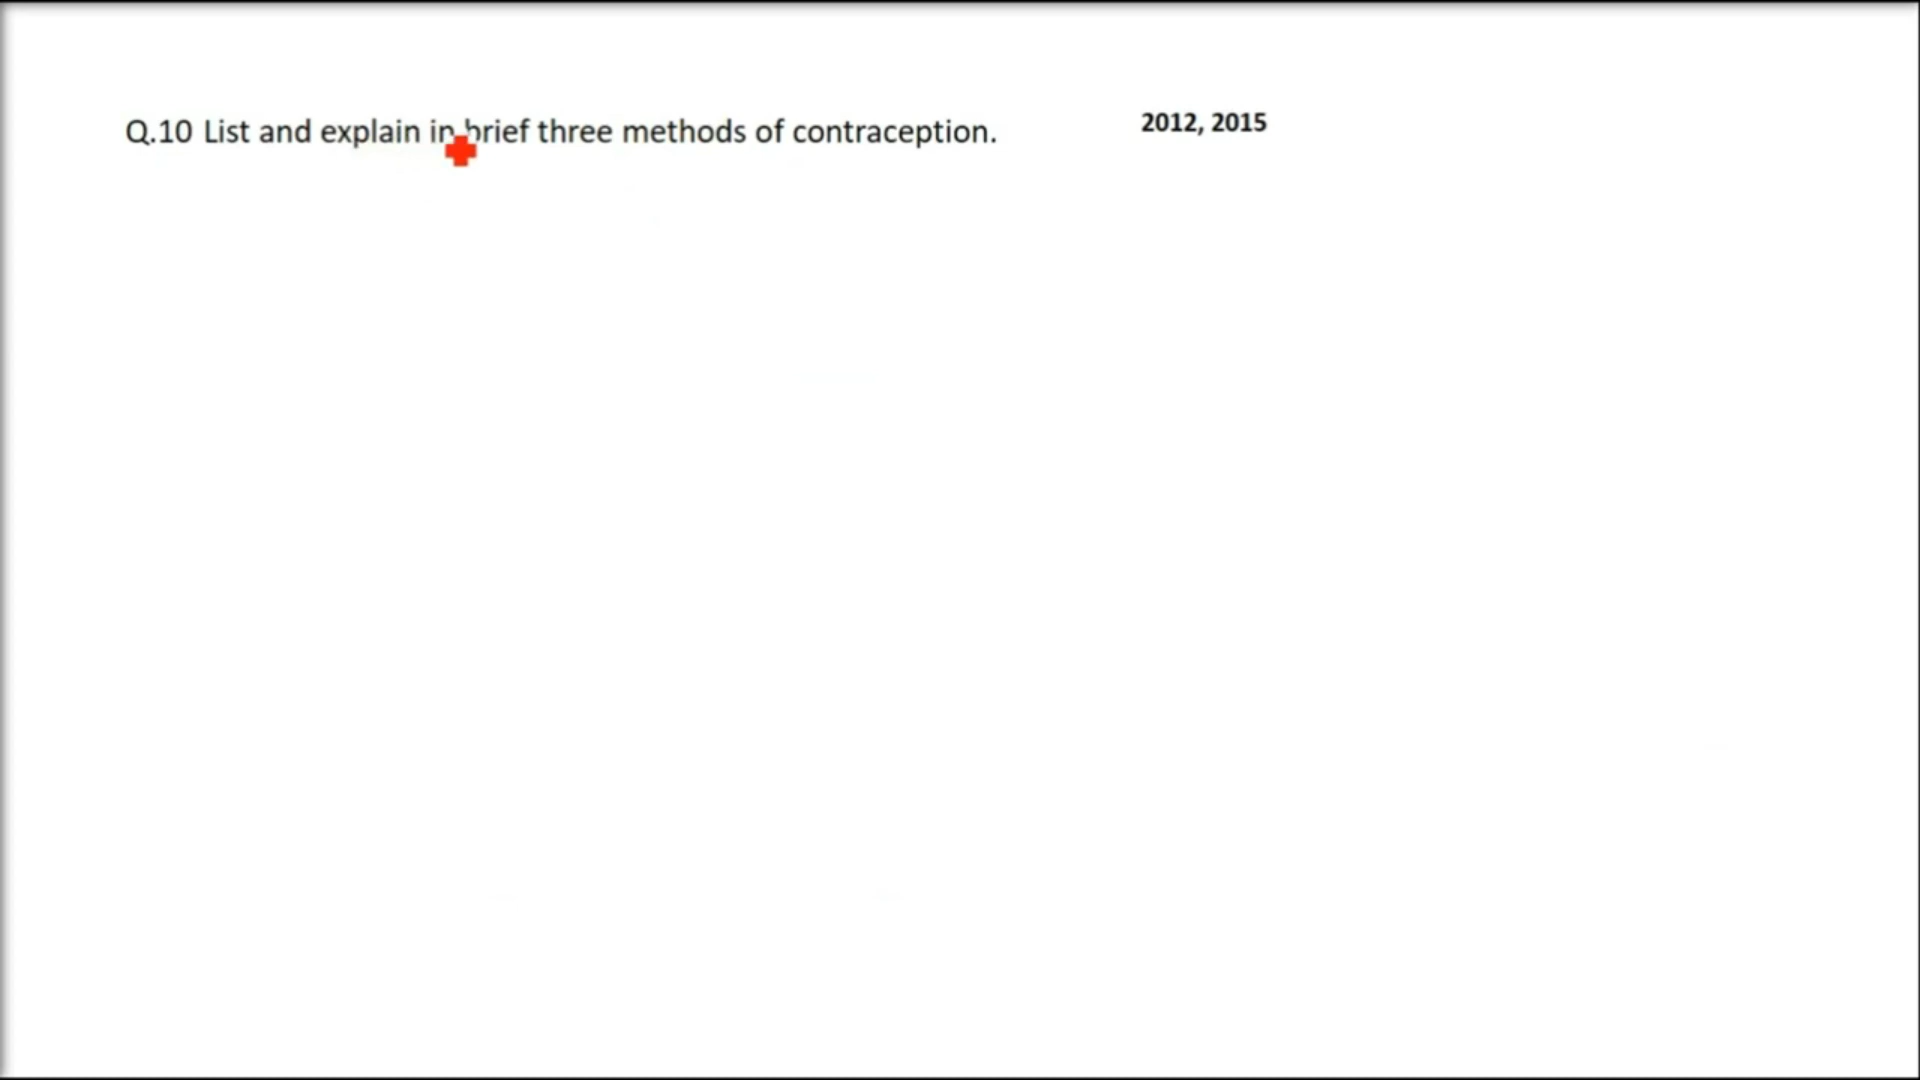 Q.10 List and explain in brief three methods of contraception. 2012, 2015